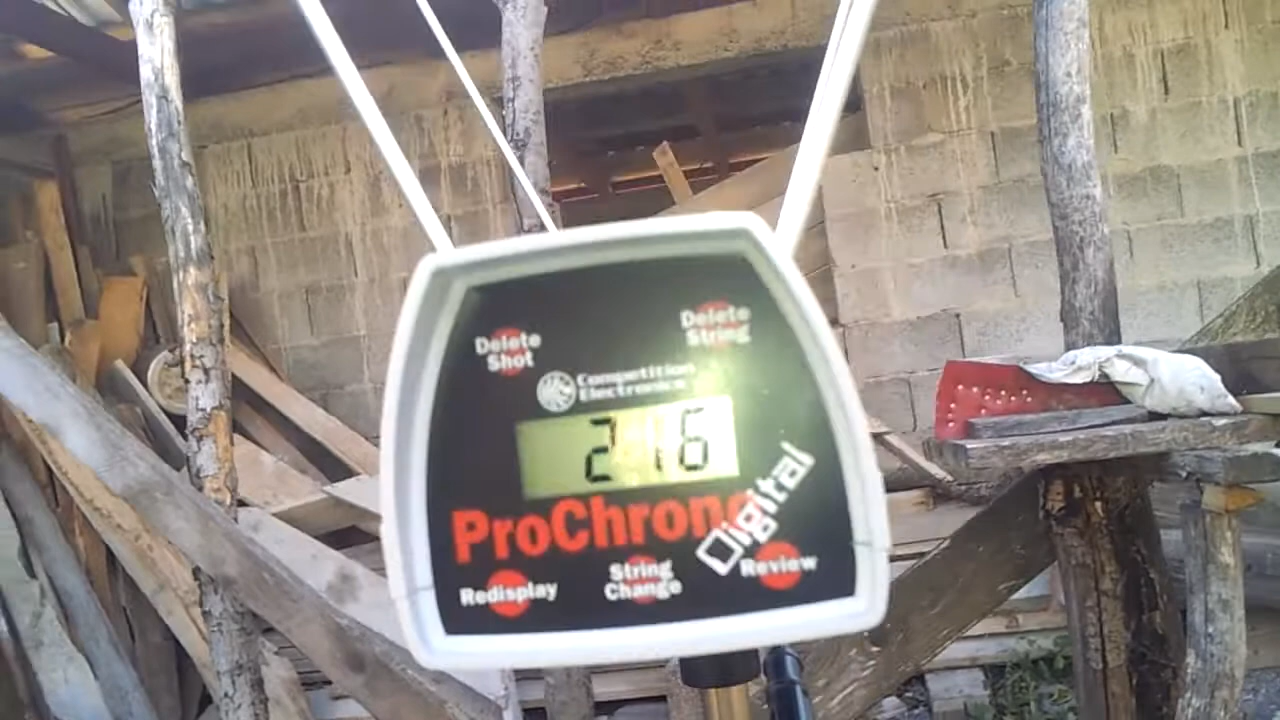 Delete
Shot
Delete
String
Competition
Electronics
216
ProChrono
Digital
Redisplay
String
Change
Review